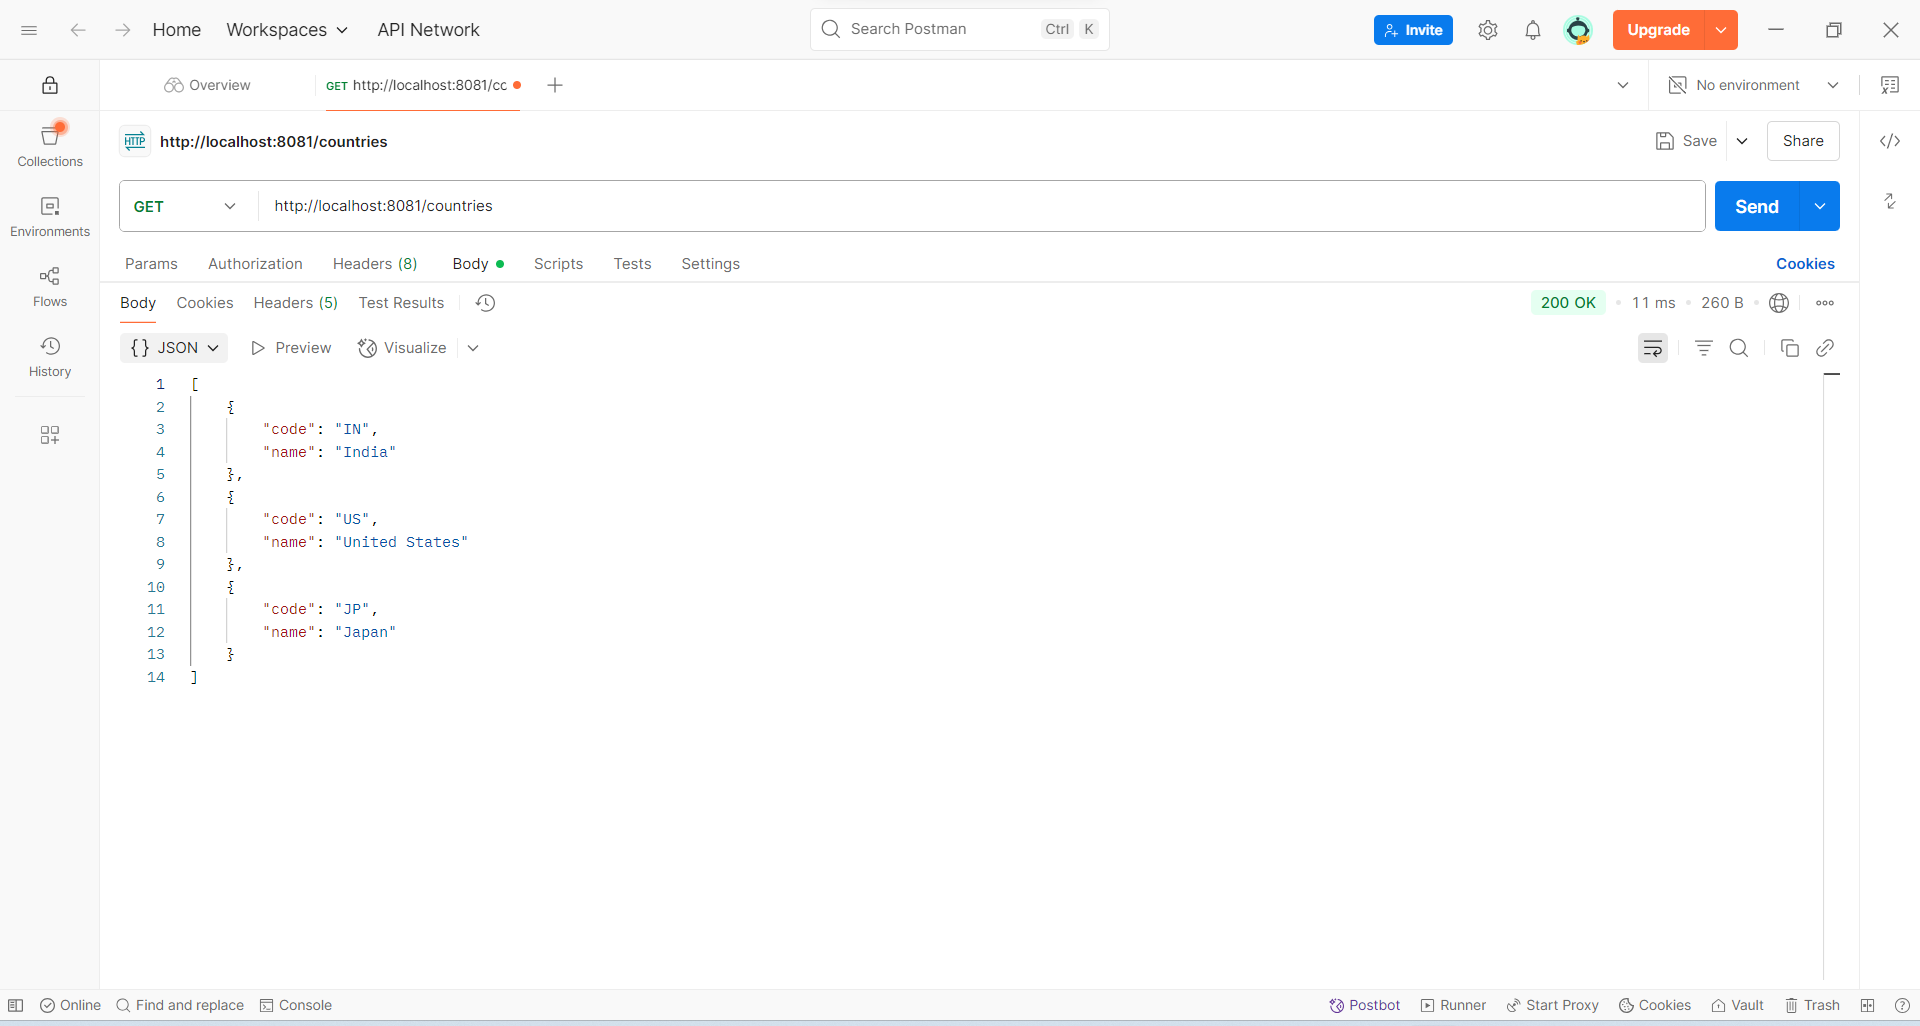 Home Workspaces API Network Search Postman Ctrl K Invite Upgrade
Overview GET http://localhost:8081/cc No environment
HTTP http://localhost:8081/countries Save Share
Collections
GET http://localhost:8081/countries Send
Environments
Params Authorization Headers (8) Body Scripts Tests Settings Cookies
Flows
Body Cookies Headers (5) Test Results 200 OK • 11 ms • 260 B •
History
{ } JSON Preview Visualize
1 [
2 {
3 "code": "IN",
4 "name": "India"
5 },
6 {
7 "code": "US",
8 "name": "United States"
9 },
10 {
11 "code": "JP",
12 "name": "Japan"
13 }
14 ]
Online Find and replace Console Postbot Runner Start Proxy Cookies Vault Trash